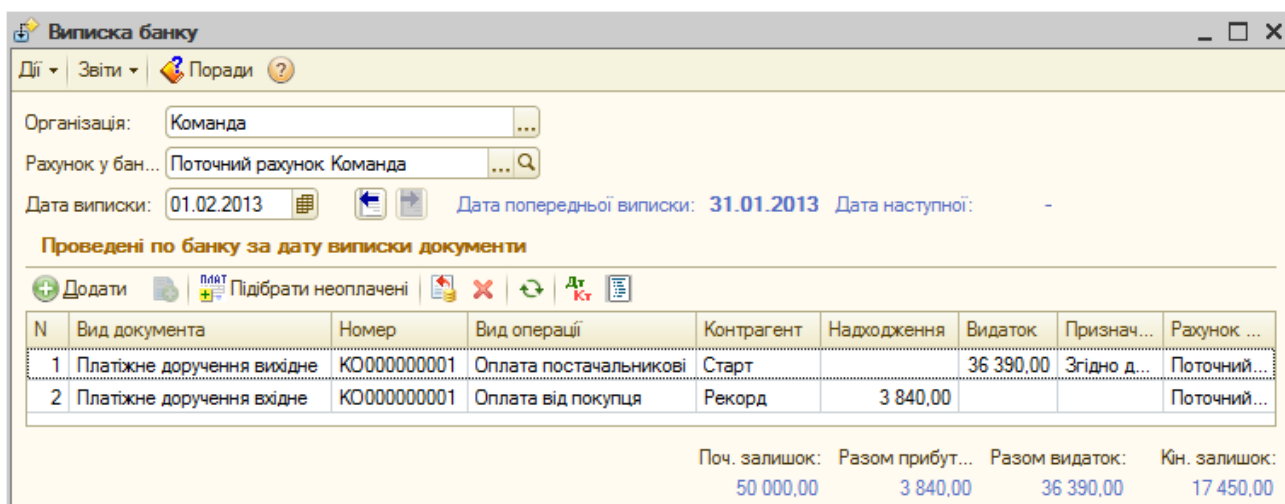 Виписка банку
Дії Звіти Поради ?
Організація: Команда ...
Рахунок у бан... Поточний рахунок Команда ...
Дата виписки: 01.02.2013 Дата попередньої виписки: 31.01.2013 Дата наступної: -
Проведені по банку за дату виписки документи
Додати ПЛАТ Підібрати неоплачені Дт Кт
N Вид документа Номер Вид операції Контрагент Надходження Видаток Признач... Рахунок ...
1 Платіжне доручення вихідне КО000000001 Оплата постачальникові Старт 36 390,00 Згідно д... Поточний...
2 Платіжне доручення вхідне КО000000001 Оплата від покупця Рекорд 3 840,00 Поточний...
Поч. залишок: Разом прибут... Разом видаток: Кін. залишок:
50 000,00 3 840,00 36 390,00 17 450,00